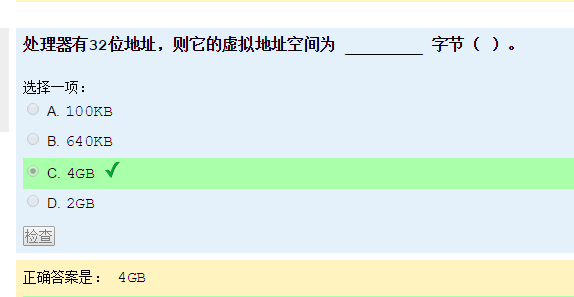 处理器有32位地址，则它的虚拟地址空间为 _________ 字节（ ）。
选择一项：
A. 100KB
B. 640KB
C. 4GB ✓
D. 2GB
检查
正确答案是： 4GB